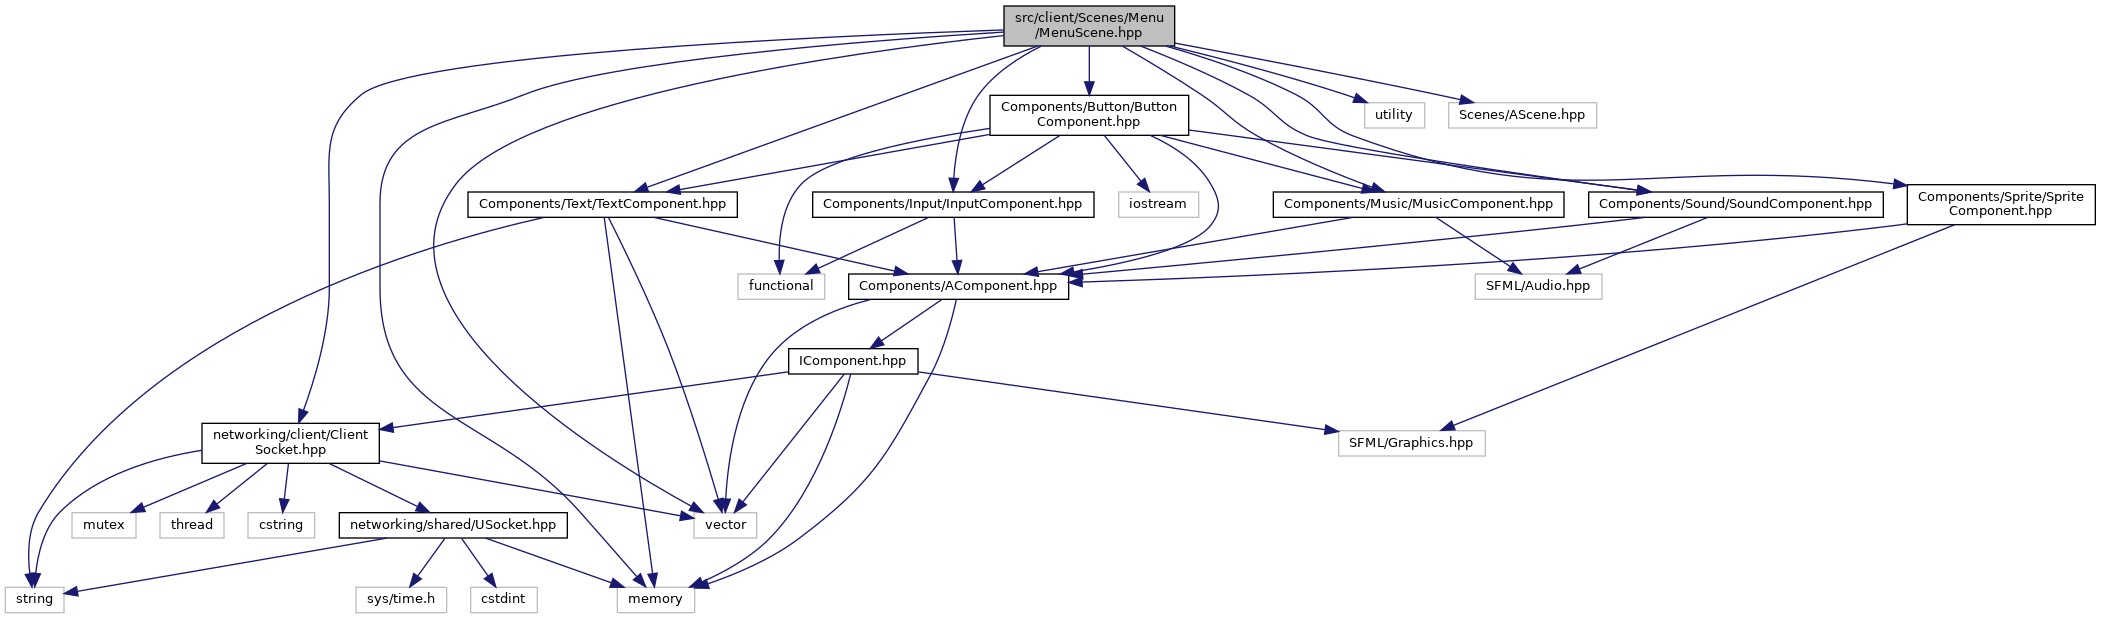 src/client/Scenes/Menu
/MenuScene.hpp
Components/Button/Button
Component.hpp
utility
Scenes/AScene.hpp
Components/Text/TextComponent.hpp
Components/Input/InputComponent.hpp
iostream
Components/Music/MusicComponent.hpp
Components/Sound/SoundComponent.hpp
Components/Sprite/Sprite
Component.hpp
functional
Components/AComponent.hpp
SFML/Audio.hpp
IComponent.hpp
networking/client/Client
Socket.hpp
SFML/Graphics.hpp
mutex
thread
cstring
networking/shared/USocket.hpp
vector
string
sys/time.h
cstdint
memory